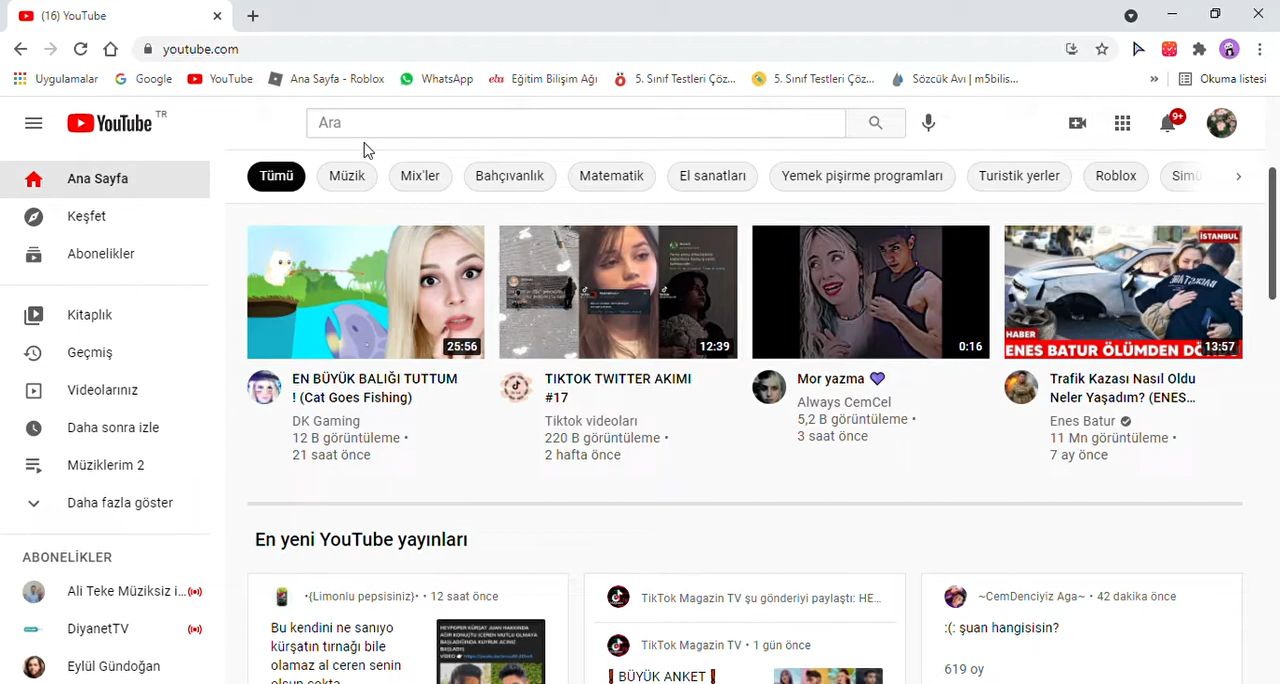 (16) YouTube
youtube.com
Uygulamalar Google YouTube Ana Sayfa - Roblox WhatsApp eba Eğitim Bilişim Ağı 5. Sınıf Testleri Çöz... 5. Sınıf Testleri Çöz... Sözcük Avı | m5bilis... » Okuma listesi
YouTube TR
Ara
9+
Ana Sayfa
Keşfet
Abonelikler
Kitaplık
Geçmiş
Videolarınız
Daha sonra izle
Müziklerim 2
Daha fazla göster
ABONELİKLER
Ali Teke Müziksiz i...
DiyanetTV
Eylül Gündoğan
Tümü Müzik Mix'ler Bahçıvanlık Matematik El sanatları Yemek pişirme programları Turistik yerler Roblox Simü
25:56
EN BÜYÜK BALIĞI TUTTUM
! (Cat Goes Fishing)
DK Gaming
12 B görüntüleme •
21 saat önce
12:39
TIKTOK TWITTER AKIMI
#17
Tiktok videoları
220 B görüntüleme •
2 hafta önce
0:16
Mor yazma 💜
Always CemCel
5,2 B görüntüleme •
3 saat önce
İSTANBUL
HABER
ENES BATUR ÖLÜMDEN DÖ
13:57
Trafik Kazası Nasıl Oldu
Neler Yaşadım? (ENES...
Enes Batur
11 Mn görüntüleme •
7 ay önce
En yeni YouTube yayınları
•{Limonlu pepsisiniz}• • 12 saat önce
Bu kendini ne sanıyo
kürşatın tırnağı bile
olamaz al ceren senin
olsun çokta
HEYPOPER KÜRŞAT JUAN HAKKINDA
TikTok Magazin TV şu gönderiyi paylaştı: HE...
TikTok Magazin TV • 1 gün önce
❗BÜYÜK ANKET❗
~CemDenciyiz Aga~ • 42 dakika önce
:(: şuan hangisisin?
619 oy